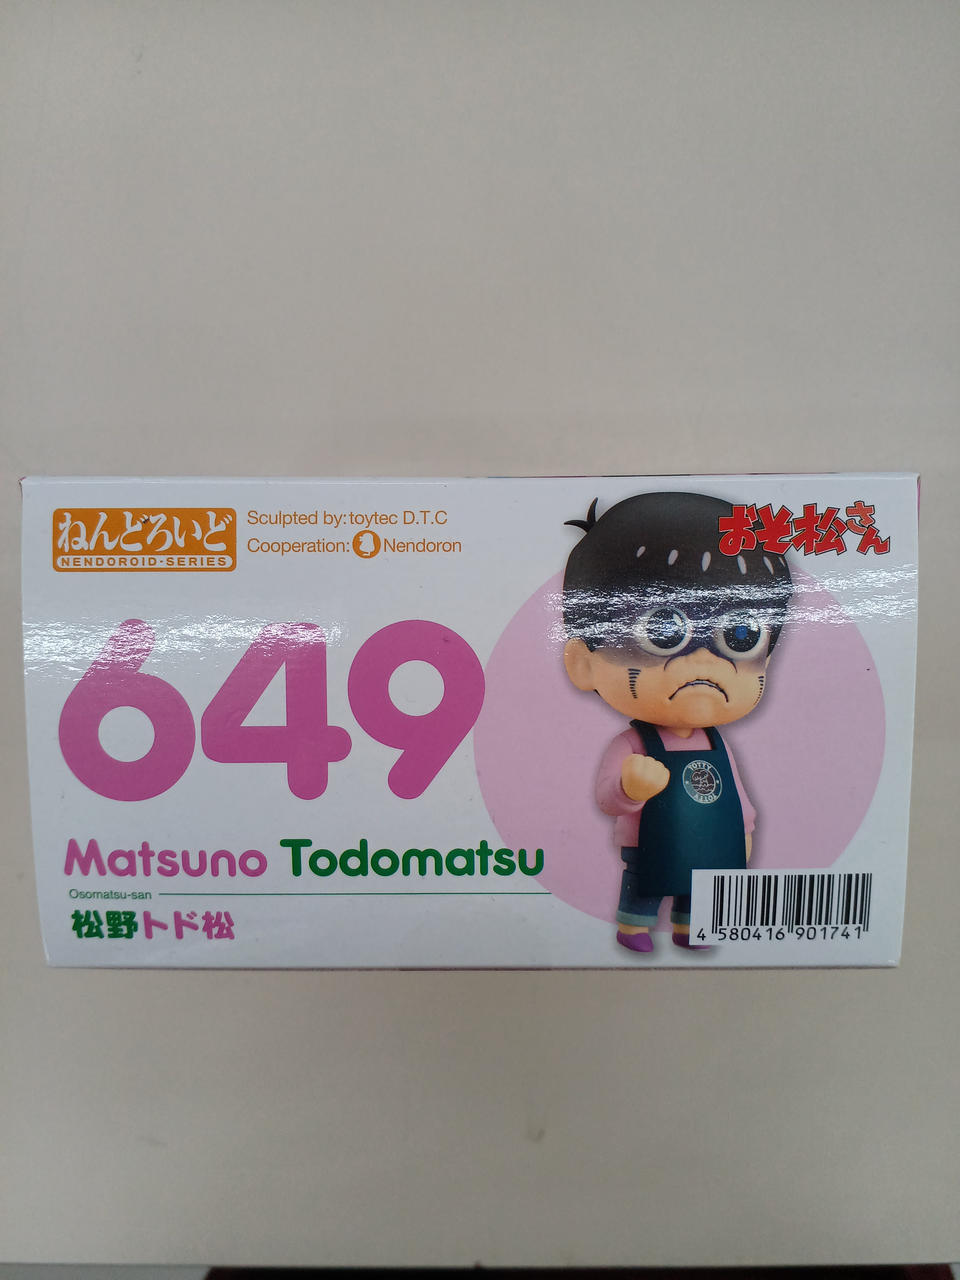 ねんどろいど
NENDOROID·SERIES
Sculpted by: toytec D.T.C
Cooperation: Nendoron
おそ松さん
649
TOTTY
Matsuno Todomatsu
Osomatsu-san
松野トド松
4 580416 901741